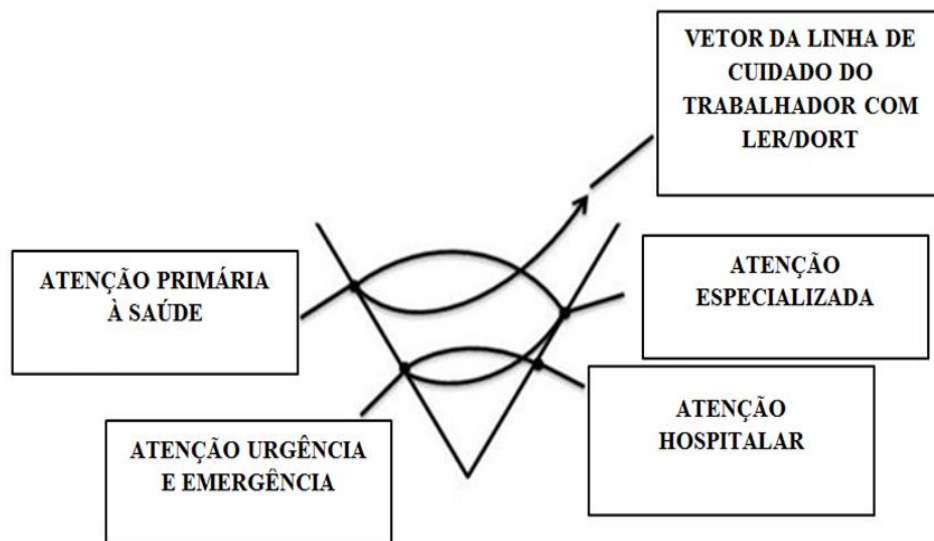 VETOR DA LINHA DE
CUIDADO DO
TRABALHADOR COM
LER/DORT
ATENÇÃO PRIMÁRIA
À SAÚDE
ATENÇÃO
ESPECIALIZADA
ATENÇÃO URGÊNCIA
E EMERGÊNCIA
ATENÇÃO
HOSPITALAR